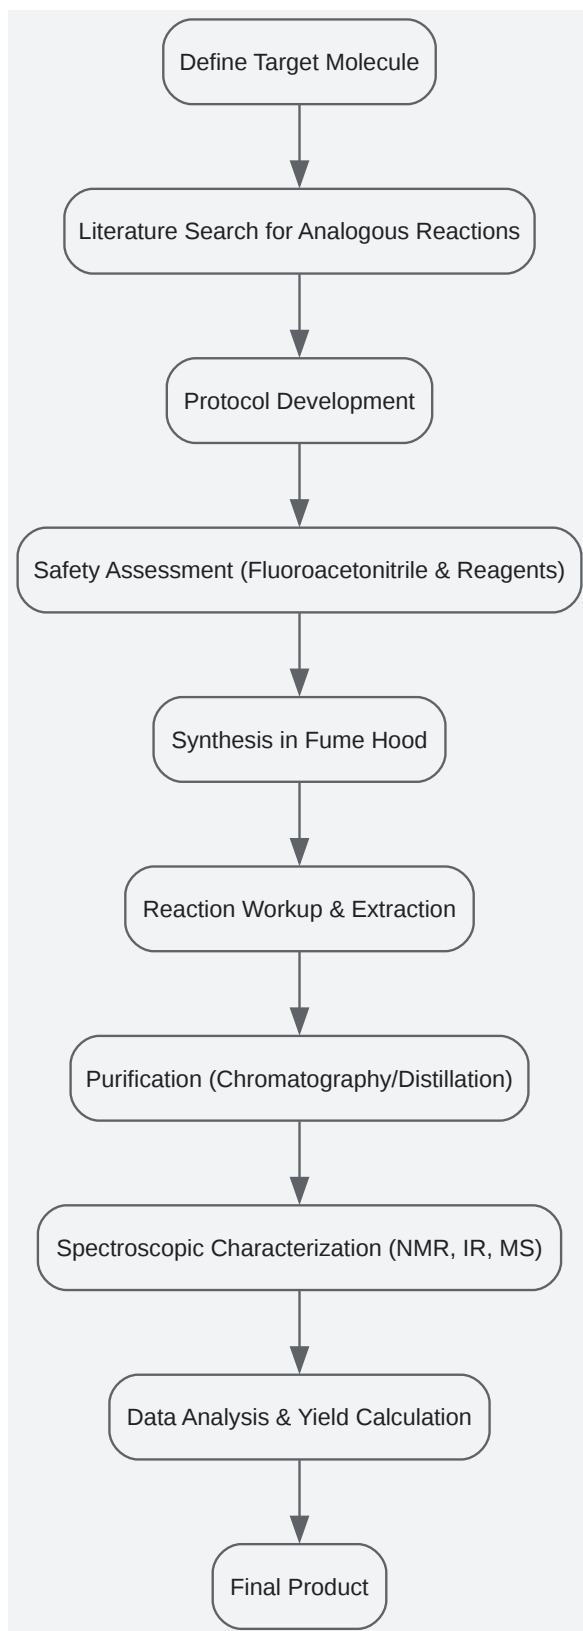 Define Target Molecule
Literature Search for Analogous Reactions
Protocol Development
Safety Assessment (Fluoroacetonitrile & Reagents)
Synthesis in Fume Hood
Reaction Workup & Extraction
Purification (Chromatography/Distillation)
Spectroscopic Characterization (NMR, IR, MS)
Data Analysis & Yield Calculation
Final Product